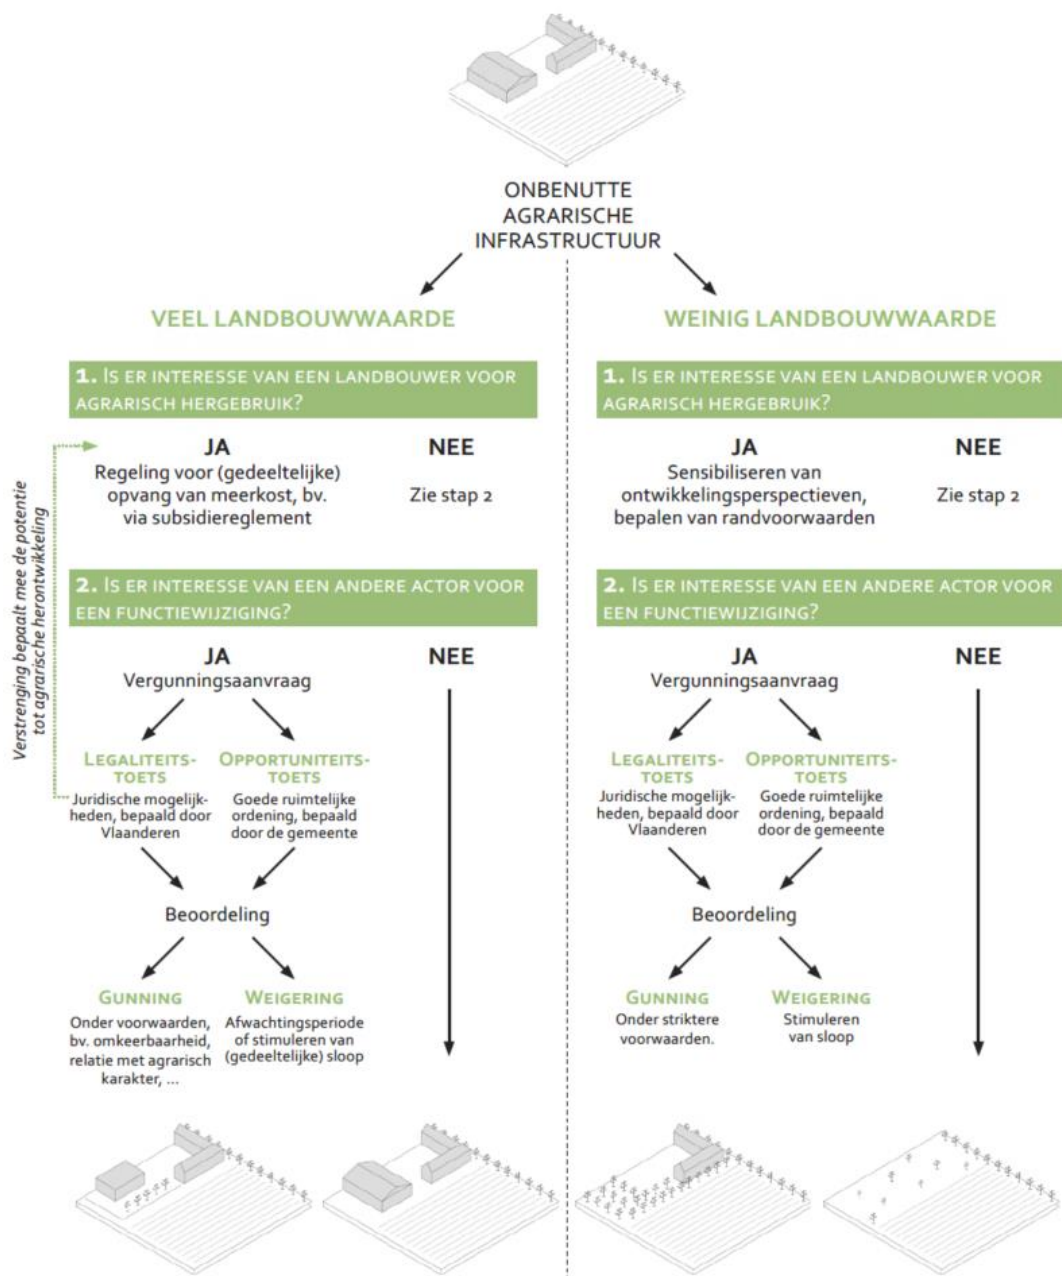 ONBENUTTE
AGRARISCHE
INFRASTRUCTUUR
VEEL LANDBOUWWAARDE
1. IS ER INTERESSE VAN EEN LANDBOUWER VOOR
AGRARISCH HERGEBRUIK?
JA
Regeling voor (gedeeltelijke)
opvang van meerkost, bv.
via subsidiereglement
NEE
Zie stap 2
Verstrenging bepaalt mee de potentie
tot agrarische herontwikkeling
2. IS ER INTERESSE VAN EEN ANDERE ACTOR VOOR
EEN FUNCTIEWIJZIGING?
JA
Vergunningsaanvraag
NEE
LEGALITEITS-
TOETS
Juridische mogelijk-
heden, bepaald door
Vlaanderen
OPPORTUNITEITS-
TOETS
Goede ruimtelijke
ordening, bepaald
door de gemeente
Beoordeling
GUNNING
Onder voorwaarden,
bv. omkeerbaarheid,
relatie met agrarisch
karakter, ...
WEIGERING
Afwachtingsperiode
of stimuleren van
(gedeeltelijke) sloop
WEINIG LANDBOUWWAARDE
1. IS ER INTERESSE VAN EEN LANDBOUWER VOOR
AGRARISCH HERGEBRUIK?
JA
Sensibiliseren van
ontwikkelingsperspectieven,
bepalen van randvoorwaarden
NEE
Zie stap 2
2. IS ER INTERESSE VAN EEN ANDERE ACTOR VOOR
EEN FUNCTIEWIJZIGING?
JA
Vergunningsaanvraag
NEE
LEGALITEITS-
TOETS
Juridische mogelijk-
heden, bepaald door
Vlaanderen
OPPORTUNITEITS-
TOETS
Goede ruimtelijke
ordening, bepaald
door de gemeente
Beoordeling
GUNNING
Onder striktere
voorwaarden.
WEIGERING
Stimuleren
van sloop